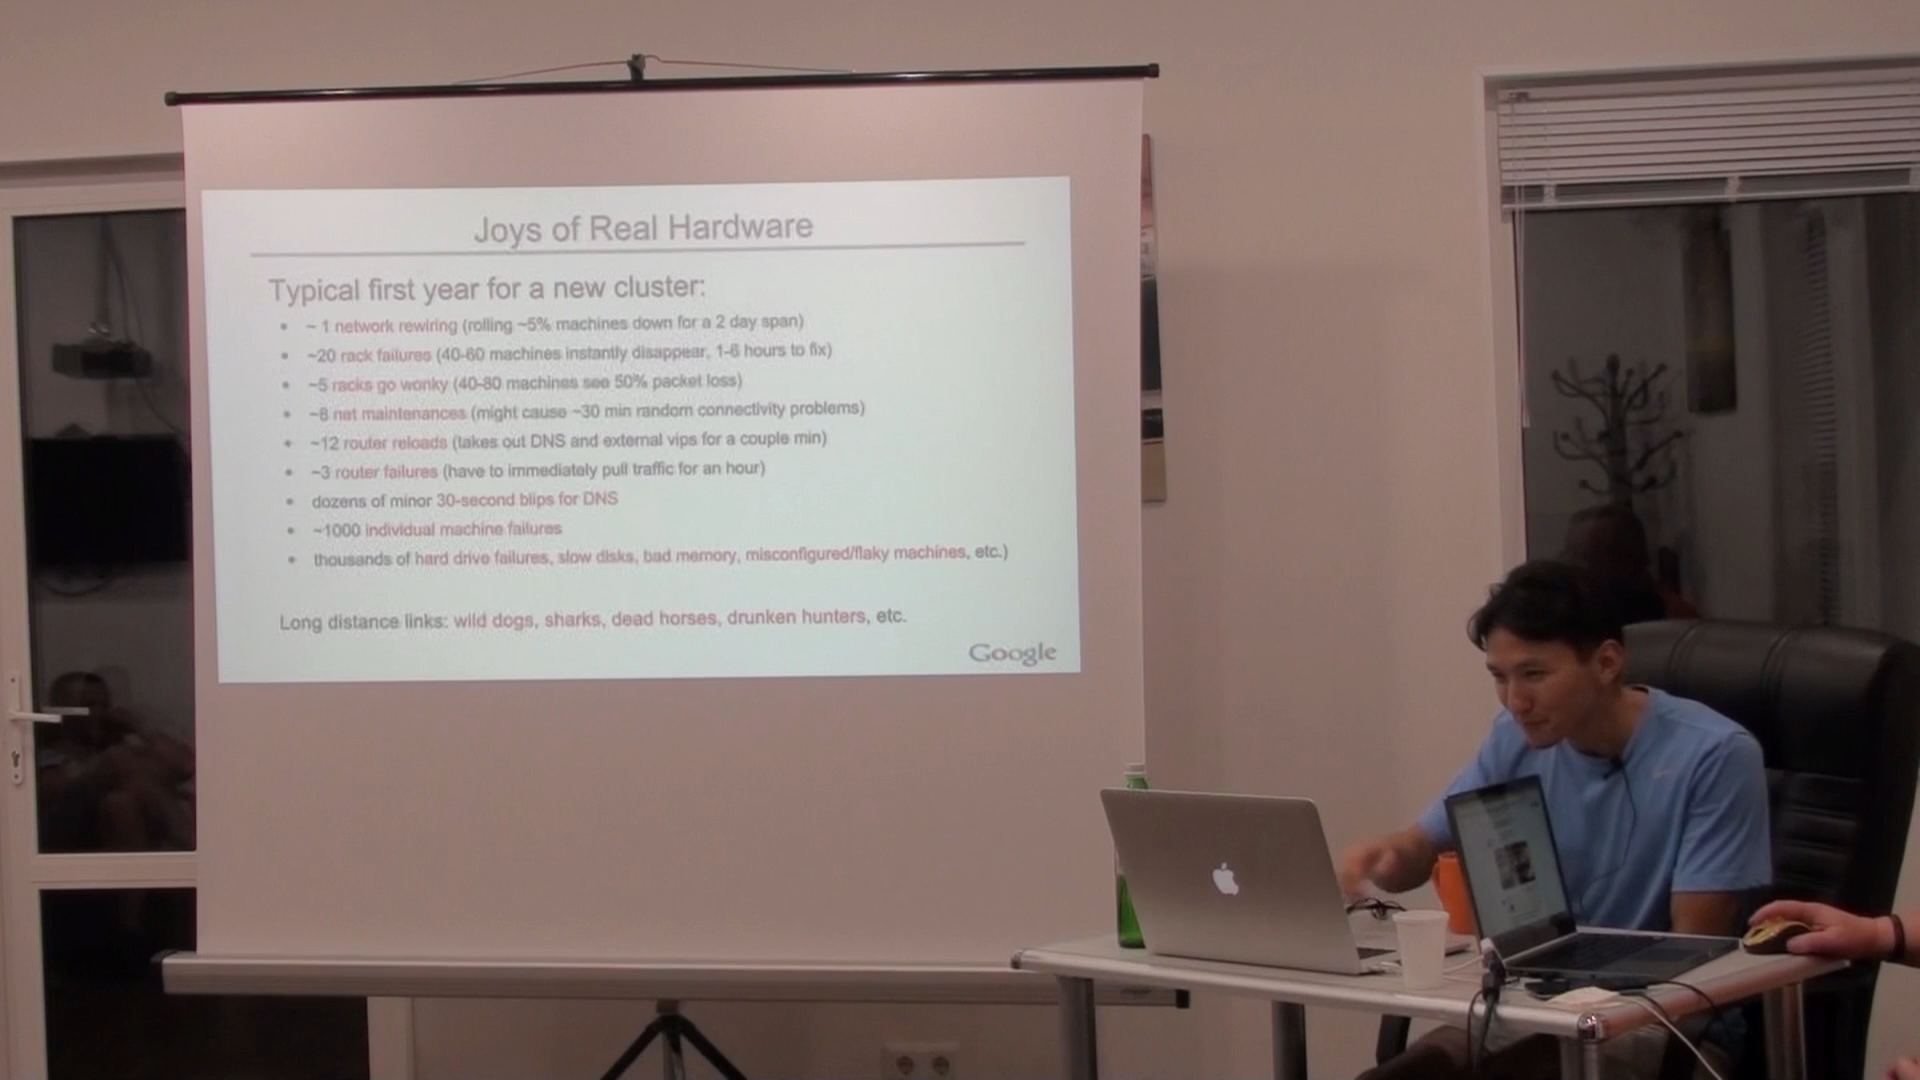 Joys of Real Hardware
Typical first year for a new cluster:
• ~ 1 network rewiring (rolling ~5% machines down for a 2 day span)
• ~20 rack failures (40-80 machines instantly disappear, 1-6 hours to fix)
• ~5 racks go wonky (40-80 machines see 50% packet loss)
• ~8 net maintenances (might cause ~30 min random connectivity problems)
• ~12 router reloads (takes out DNS and external vips for a couple min)
• ~3 router failures (have to immediately pull traffic for an hour)
• dozens of minor 30-second blips for DNS
• ~1000 individual machine failures
• thousands of hard drive failures, slow disks, bad memory, misconfigured/flaky machines, etc.)
Long distance links: wild dogs, sharks, dead horses, drunken hunters, etc.
Google